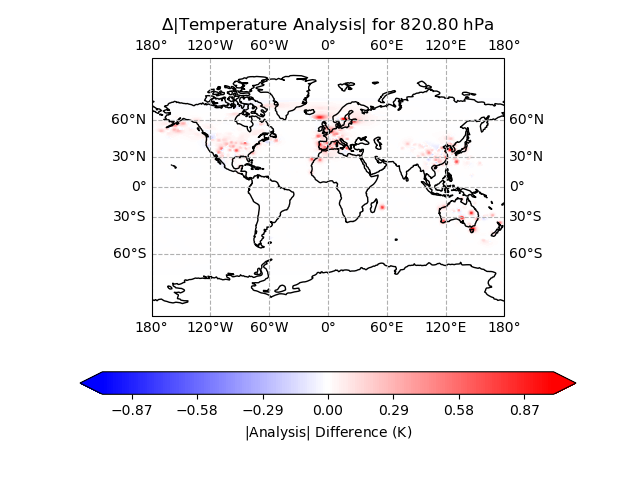 Δ|Temperature Analysis| for 820.80 hPa
180° 120°W 60°W 0° 60°E 120°E 180°
60°N 60°N
30°N 30°N
0° 0°
30°S 30°S
60°S 60°S
180° 120°W 60°W 0° 60°E 120°E 180°
−0.87 −0.58 −0.29 0.00 0.29 0.58 0.87
|Analysis| Difference (K)